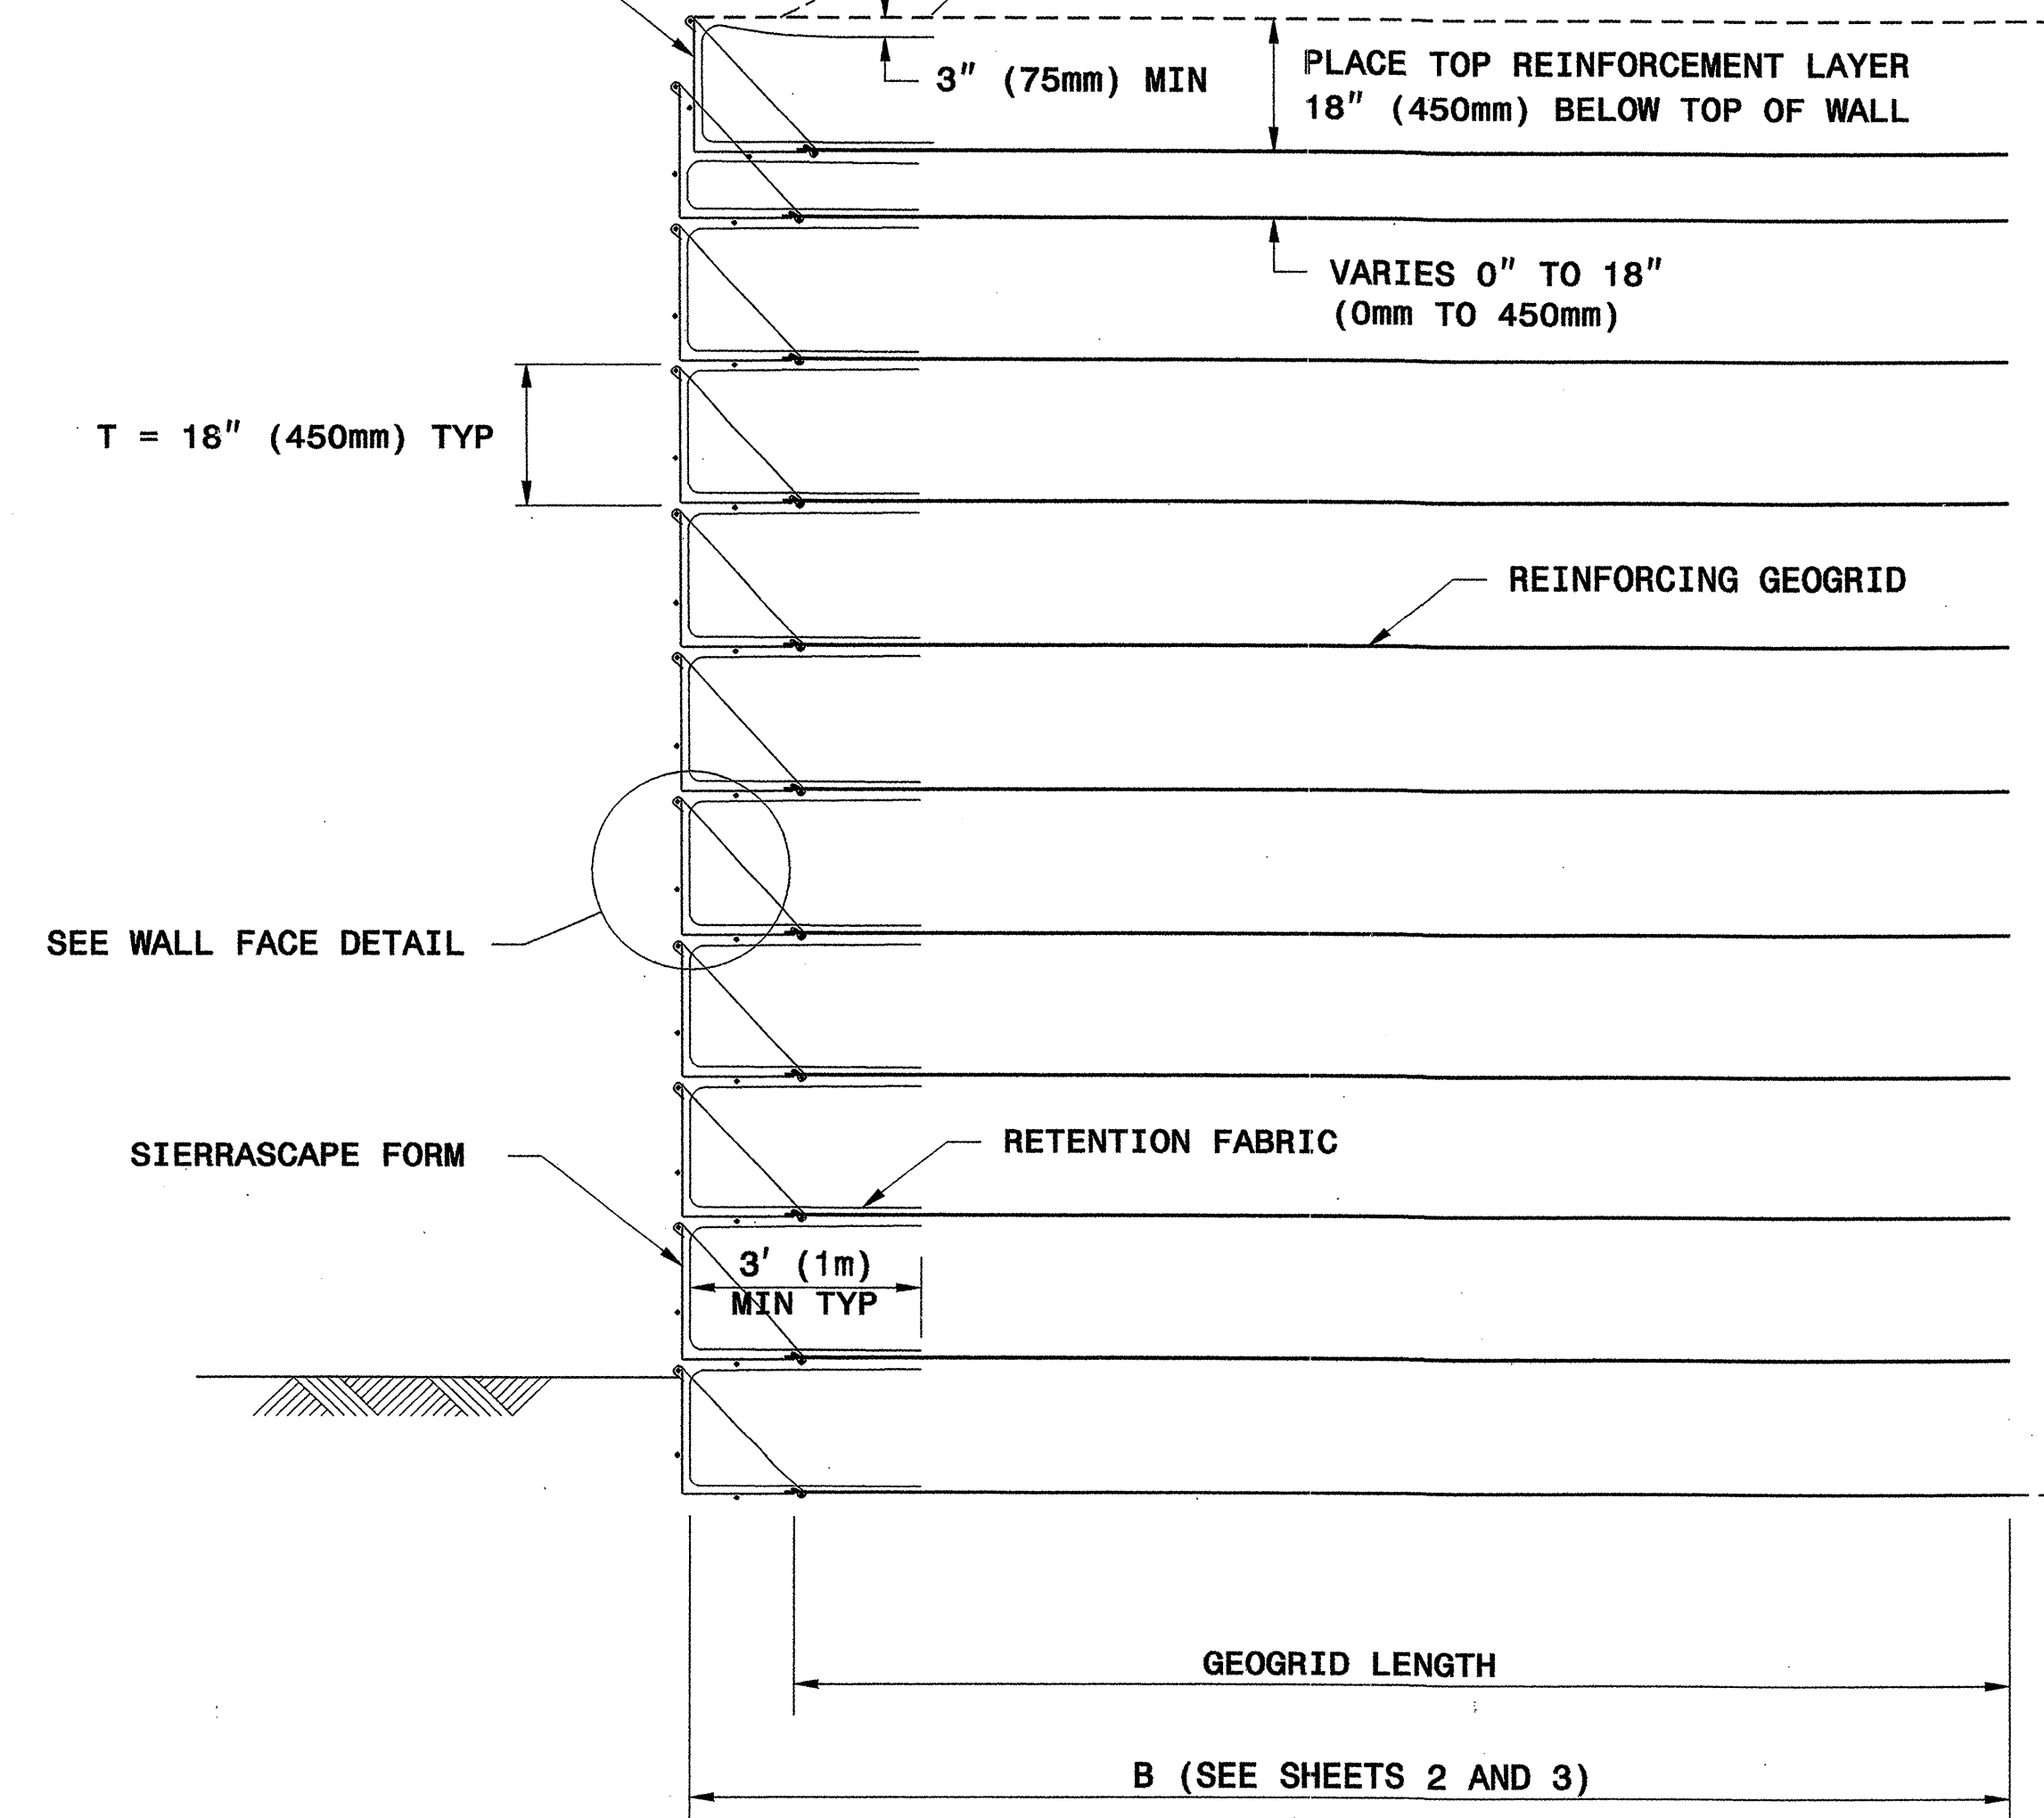 3" (75mm) MIN
PLACE TOP REINFORCEMENT LAYER
18" (450mm) BELOW TOP OF WALL
VARIES 0" TO 18"
(0mm TO 450mm)
T = 18" (450mm) TYP
REINFORCING GEOGRID
SEE WALL FACE DETAIL
SIERRASCAPE FORM
RETENTION FABRIC
3' (1m)
MIN TYP
GEOGRID LENGTH
B (SEE SHEETS 2 AND 3)